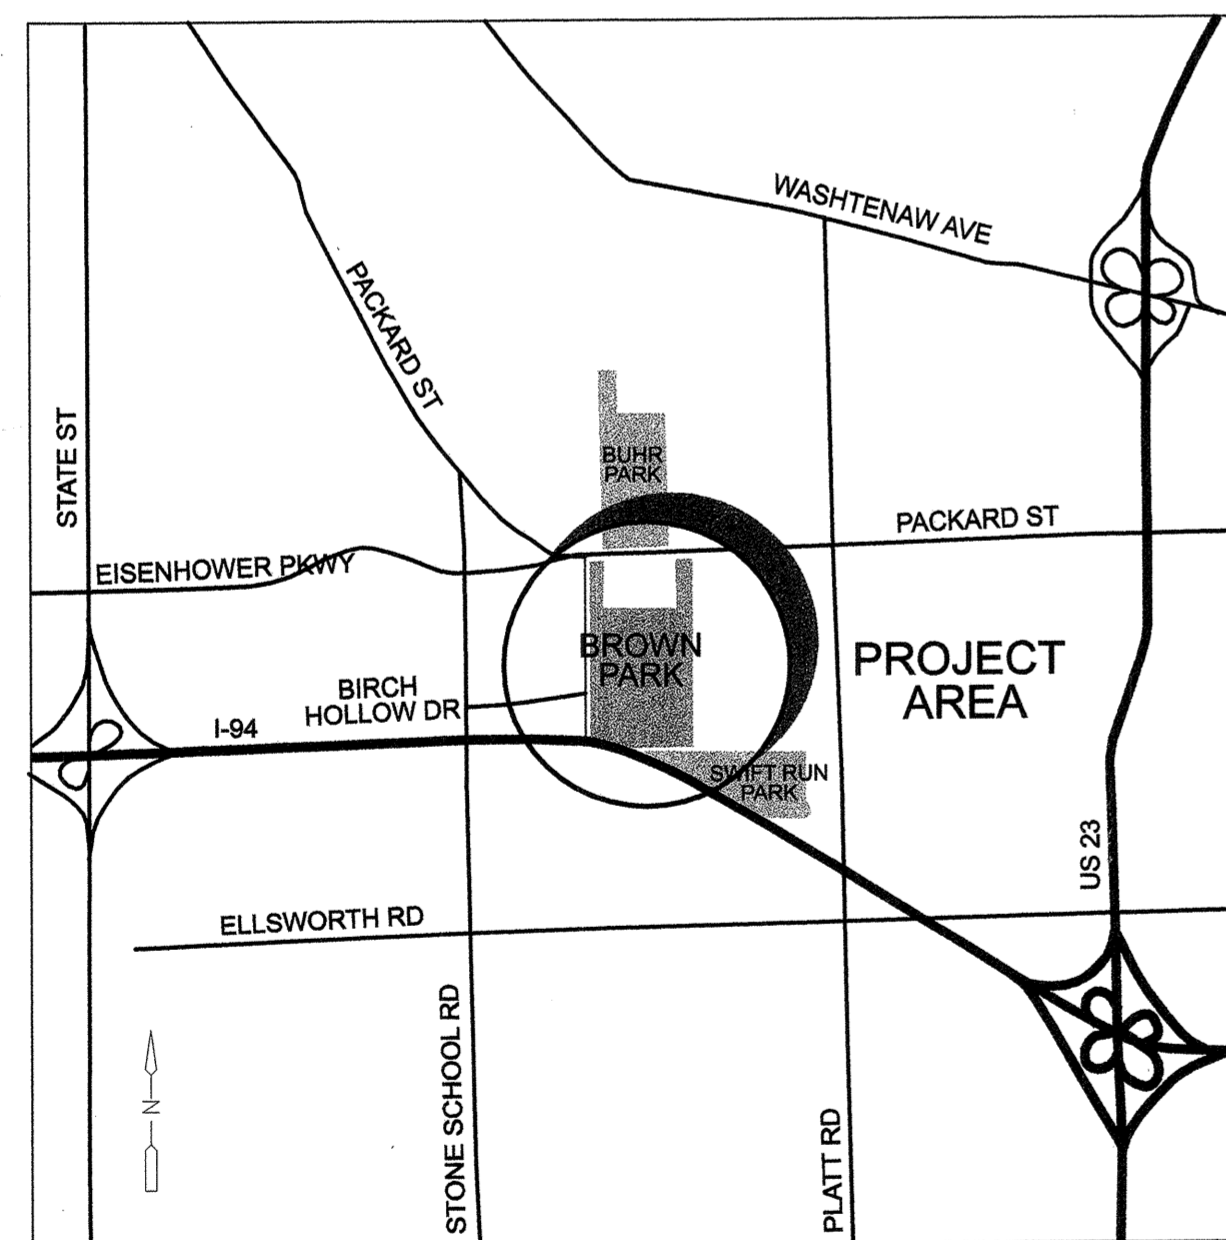 WASHTENAW AVE
PACKARD ST
STATE ST
BUHR
PARK
PACKARD ST
EISENHOWER PKWY
BROWN
PARK
PROJECT
AREA
BIRCH
HOLLOW DR
I-94
SWIFT RUN
PARK
US 23
ELLSWORTH RD
STONE SCHOOL RD
PLATT RD
N